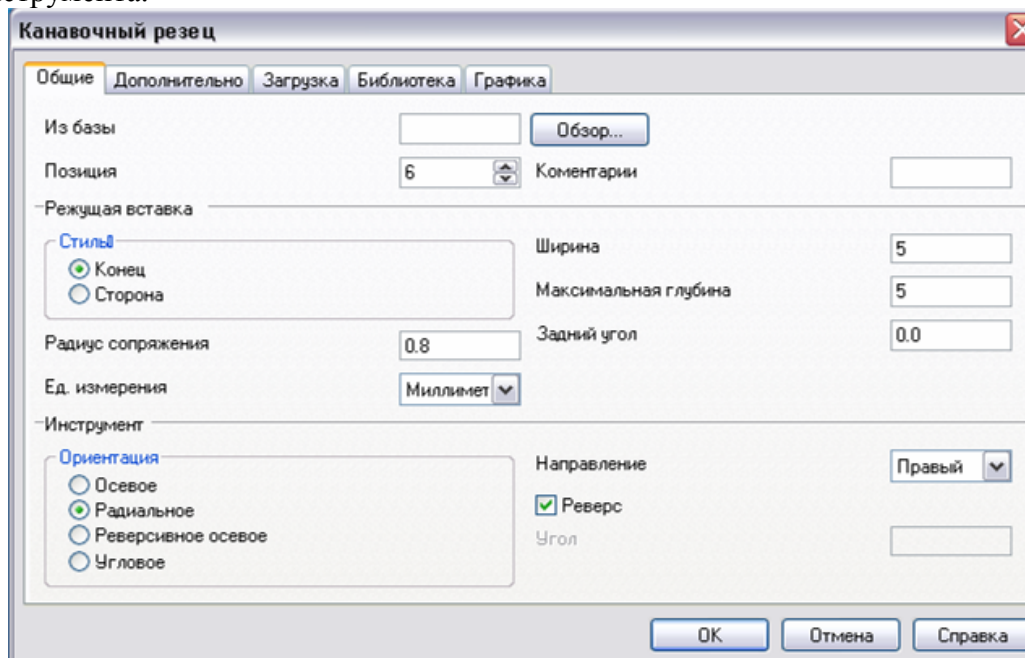 струмента.
Канавочный резец
Общие Дополнительно Загрузка Библиотека Графика
Из базы Обзор...
Позиция 6 Коментарии
Режущая вставка
Стиль
Конец
Сторона
Ширина 5
Максимальная глубина 5
Задний угол 0.0
Радиус сопряжения 0.8
Ед. измерения Миллимет
Инструмент
Ориентация
Осевое
Радиальное
Реверсивное осевое
Угловое
Направление Правый
Реверс
Угол
OK Отмена Справка